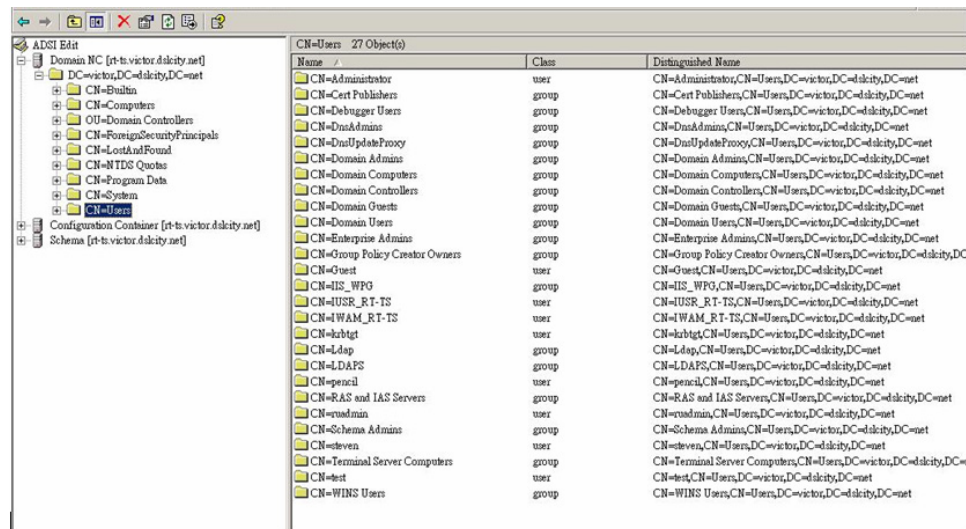 ADSI Edit
Domain NC [rt-ts.victor.dslcity.net]
DC=victor,DC=dslcity,DC=net
CN=Builtin
CN=Computers
OU=Domain Controllers
CN=ForeignSecurityPrincipals
CN=LostAndFound
CN=NTDS Quotas
CN=Program Data
CN=System
CN=Users
Configuration Container [rt-ts.victor.dslcity.net]
Schema [rt-ts.victor.dslcity.net]
CN=Users 27 Object(s)
Name Class Distinguished Name
CN=Administrator user CN=Administrator,CN=Users,DC=victor,DC=dslcity,DC=net
CN=Cert Publishers group CN=Cert Publishers,CN=Users,DC=victor,DC=dslcity,DC=net
CN=Debugger Users group CN=Debugger Users,CN=Users,DC=victor,DC=dslcity,DC=net
CN=DnsAdmins group CN=DnsAdmins,CN=Users,DC=victor,DC=dslcity,DC=net
CN=DnsUpdateProxy group CN=DnsUpdateProxy,CN=Users,DC=victor,DC=dslcity,DC=net
CN=Domain Admins group CN=Domain Admins,CN=Users,DC=victor,DC=dslcity,DC=net
CN=Domain Computers group CN=Domain Computers,CN=Users,DC=victor,DC=dslcity,DC=net
CN=Domain Controllers group CN=Domain Controllers,CN=Users,DC=victor,DC=dslcity,DC=net
CN=Domain Guests group CN=Domain Guests,CN=Users,DC=victor,DC=dslcity,DC=net
CN=Domain Users group CN=Domain Users,CN=Users,DC=victor,DC=dslcity,DC=net
CN=Enterprise Admins group CN=Enterprise Admins,CN=Users,DC=victor,DC=dslcity,DC=net
CN=Group Policy Creator Owners group CN=Group Policy Creator Owners,CN=Users,DC=victor,DC=dslcity,DC
CN=Guest user CN=Guest,CN=Users,DC=victor,DC=dslcity,DC=net
CN=IIS_WPG group CN=IIS_WPG,CN=Users,DC=victor,DC=dslcity,DC=net
CN=IUSR_RT-TS user CN=IUSR_RT-TS,CN=Users,DC=victor,DC=dslcity,DC=net
CN=IWAM_RT-TS user CN=IWAM_RT-TS,CN=Users,DC=victor,DC=dslcity,DC=net
CN=krbtgt user CN=krbtgt,CN=Users,DC=victor,DC=dslcity,DC=net
CN=Ldap group CN=Ldap,CN=Users,DC=victor,DC=dslcity,DC=net
CN=LDAPS group CN=LDAPS,CN=Users,DC=victor,DC=dslcity,DC=net
CN=pencil user CN=pencil,CN=Users,DC=victor,DC=dslcity,DC=net
CN=RAS and IAS Servers group CN=RAS and IAS Servers,CN=Users,DC=victor,DC=dslcity,DC=net
CN=ruadmin user CN=ruadmin,CN=Users,DC=victor,DC=dslcity,DC=net
CN=Schema Admins group CN=Schema Admins,CN=Users,DC=victor,DC=dslcity,DC=net
CN=steven user CN=steven,CN=Users,DC=victor,DC=dslcity,DC=net
CN=Terminal Server Computers group CN=Terminal Server Computers,CN=Users,DC=victor,DC=dslcity,DC=
CN=test user CN=test,CN=Users,DC=victor,DC=dslcity,DC=net
CN=WINS Users group CN=WINS Users,CN=Users,DC=victor,DC=dslcity,DC=net